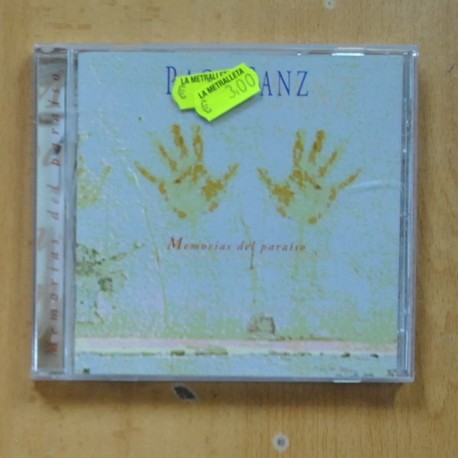 ANZ
LA METRALLETA
LA METRALLETA
€ 3,00
Memorias del paraíso
Memorias del paraíso